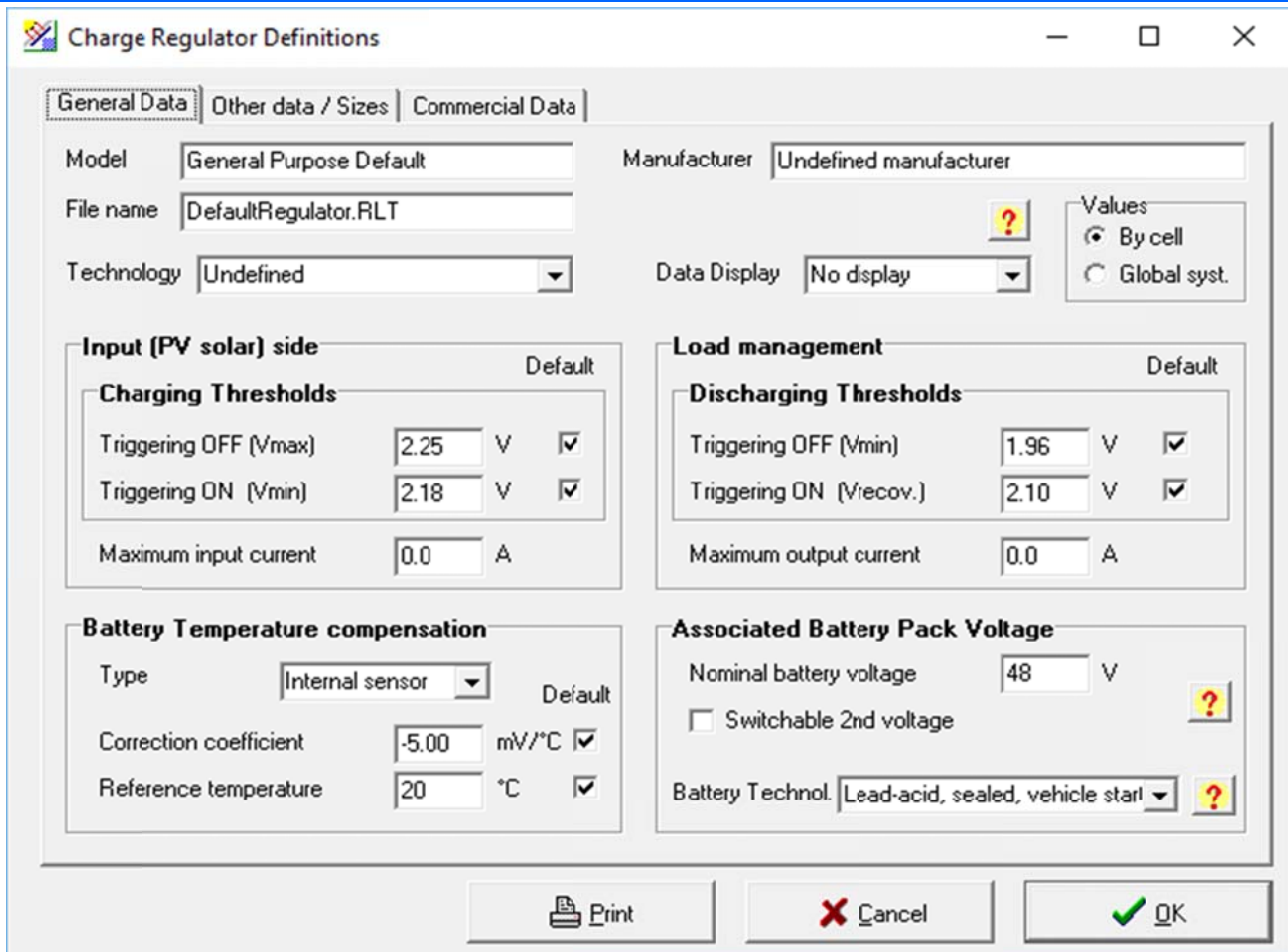 Charge Regulator Definitions
General Data Other data / Sizes Commercial Data
Model General Purpose Default Manufacturer Undefined manufacturer
File name DefaultRegulator.RLT ? Values
By cell
Technology Undefined Data Display No display Global syst.
Input (PV solar) side Load management
Default Default
Charging Thresholds Discharging Thresholds
Triggering OFF (Vmax) 2.25 V Triggering OFF (Vmin) 1.96 V
Triggering ON (Vmin) 2.18 V Triggering ON (Vrecov.) 2.10 V
Maximum input current 0.0 A Maximum output current 0.0 A
Battery Temperature compensation Associated Battery Pack Voltage
Type Internal sensor Default Nominal battery voltage 48 V
Switchable 2nd voltage ?
Correction coefficient -5.00 mV/°C
Reference temperature 20 °C Battery Technol. Lead-acid, sealed, vehicle start ?
Print Cancel OK